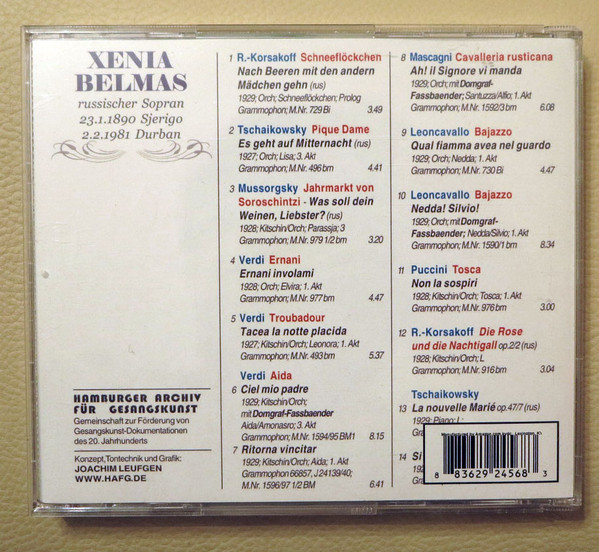 XENIA
BELMAS
russischer Sopran
23.1.1890 Sjerigo
2.2.1981 Durban
HAMBURGER ARCHIV
FÜR GESANGSKUNST
Gemeinschaft zur Förderung von
Gesangskunst-Dokumentationen
des 20. Jahrhunderts
Konzept, Tontechnik und Grafik:
JOACHIM LEUFGEN
WWW.HAFG.DE
1 R.-Korsakoff Schneeflöckchen
Nach Beeren mit den andern
Mädchen gehn (rus)
1929; Orch; Schneeflöckchen; Prolog
Grammophon; M.Nr. 729 Bi 3.49
2 Tschaikowsky Pique Dame
Es geht auf Mitternacht (rus)
1927; Orch; Lisa; 3. Akt
Grammophon; M.Nr. 496 bm 4.41
3 Mussorgsky Jahrmarkt von
Soroschintzi - Was soll dein
Weinen, Liebster? (rus)
1928; Kitschin/Orch; Parassja; 3
Grammophon; M.Nr. 979 1/2 bm 3.20
4 Verdi Ernani
Ernani involami
1928; Orch; Elvira; 1. Akt
Grammophon; M.Nr. 977 bm 4.47
5 Verdi Troubadour
Tacea la notte placida
1927; Kitschin/Orch; Leonora; 1. Akt
Grammophon; M.Nr. 493 bm 5.37
Verdi Aida
6 Ciel mio padre
1929; Kitschin/Orch;
mit Domgraf-Fassbaender
Aida/Amonasro; 3. Akt
Grammophon; M.Nr. 1594/95 BM1 8.15
7 Ritorna vincitar
1929; Kitschin/Orch; Aida; 1. Akt
Grammophon 66857, J 24139/40;
M.Nr. 1596/97 1/2 BM 6.41
8 Mascagni Cavalleria rusticana
Ah! il Signore vi manda
1929; Orch; mit Domgraf-
Fassbaender; Santuzza/Alfio; 1. Akt
Grammophon; M.Nr. 1592/3 bm 6.08
9 Leoncavallo Bajazzo
Qual fiamma avea nel guardo
1929; Orch; Nedda; 1. Akt
Grammophon; M.Nr. 730 Bi 4.47
10 Leoncavallo Bajazzo
Nedda! Silvio!
1929; Orch; mit Domgraf-
Fassbaender; Nedda/Silvio; 1. Akt
Grammophon; M.Nr. 1590/1 bm 8.34
11 Puccini Tosca
Non la sospiri
1928; Kitschin/Orch; Tosca; 1. Akt
Grammophon; M.Nr. 976 bm 3.00
12 R.-Korsakoff Die Rose
und die Nachtigall op.2/2 (rus)
1928; Kitschin/Orch; L
Grammophon; M.Nr. 916 bm 3.04
Tschaikowsky
13 La nouvelle Marié op.47/7 (rus)
1929; Piano; L;
14 Si
8 83629 24568 3